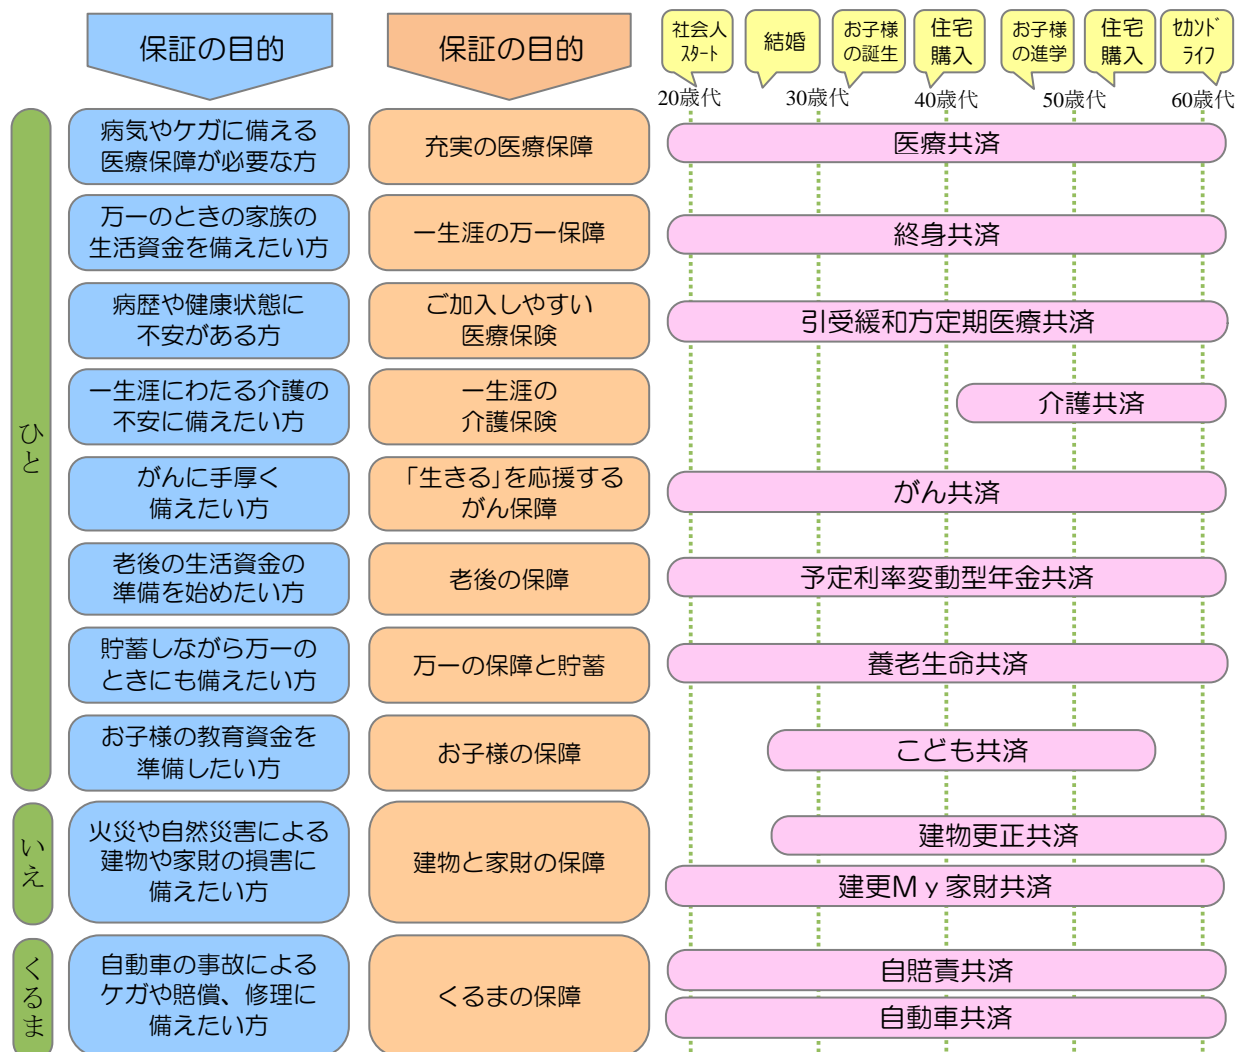 保証の目的
保証の目的
社会人
ｽﾀｰﾄ
結婚
お子様
の誕生
住宅
購入
お子様
の進学
住宅
購入
ｾｶﾝﾄﾞ
ﾗｲﾌ
20歳代
30歳代
40歳代
50歳代
60歳代
ひと
病気やケガに備える
医療保障が必要な方
充実の医療保障
医療共済
万一のときの家族の
生活資金を備えたい方
一生涯の万一保障
終身共済
病歴や健康状態に
不安がある方
ご加入しやすい
医療保険
引受緩和方定期医療共済
一生涯にわたる介護の
不安に備えたい方
一生涯の
介護保険
介護共済
がんに手厚く
備えたい方
「生きる」を応援する
がん保障
がん共済
老後の生活資金の
準備を始めたい方
老後の保障
予定利率変動型年金共済
貯蓄しながら万一の
ときにも備えたい方
万一の保障と貯蓄
養老生命共済
お子様の教育資金を
準備したい方
お子様の保障
こども共済
いえ
火災や自然災害による
建物や家財の損害に
備えたい方
建物と家財の保障
建物更正共済
建更Ｍｙ家財共済
くるま
自動車の事故による
ケガや賠償、修理に
備えたい方
くるまの保障
自賠責共済
自動車共済